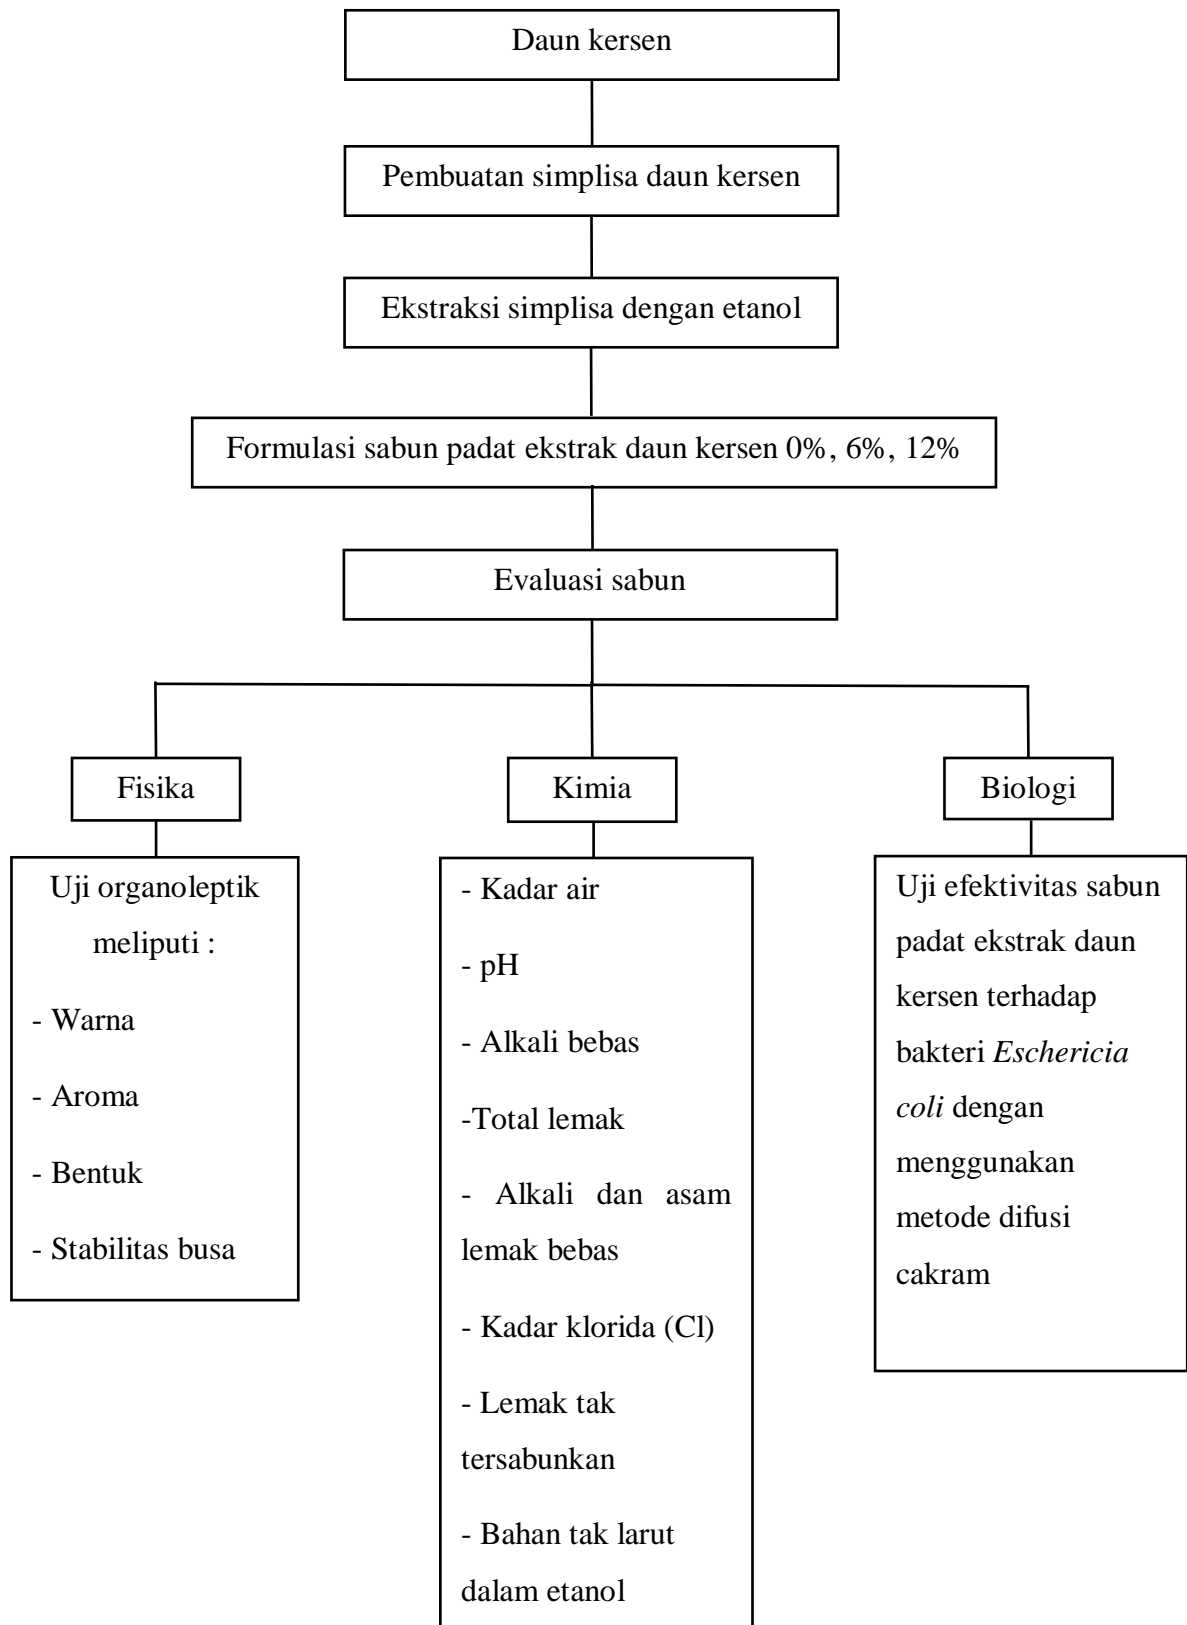 Daun kersen
Pembuatan simplisa daun kersen
Ekstraksi simplisa dengan etanol
Formulasi sabun padat ekstrak daun kersen 0%, 6%, 12%
Evaluasi sabun
Fisika
Kimia
Biologi
Uji organoleptik
meliputi :
- Warna
- Aroma
- Bentuk
- Stabilitas busa
- Kadar air
- pH
- Alkali bebas
-Total lemak
- Alkali dan asam
lemak bebas
- Kadar klorida (Cl)
- Lemak tak
tersabunkan
- Bahan tak larut
dalam etanol
Uji efektivitas sabun
padat ekstrak daun
kersen terhadap
bakteri Eschericia
coli dengan
menggunakan
metode difusi
cakram